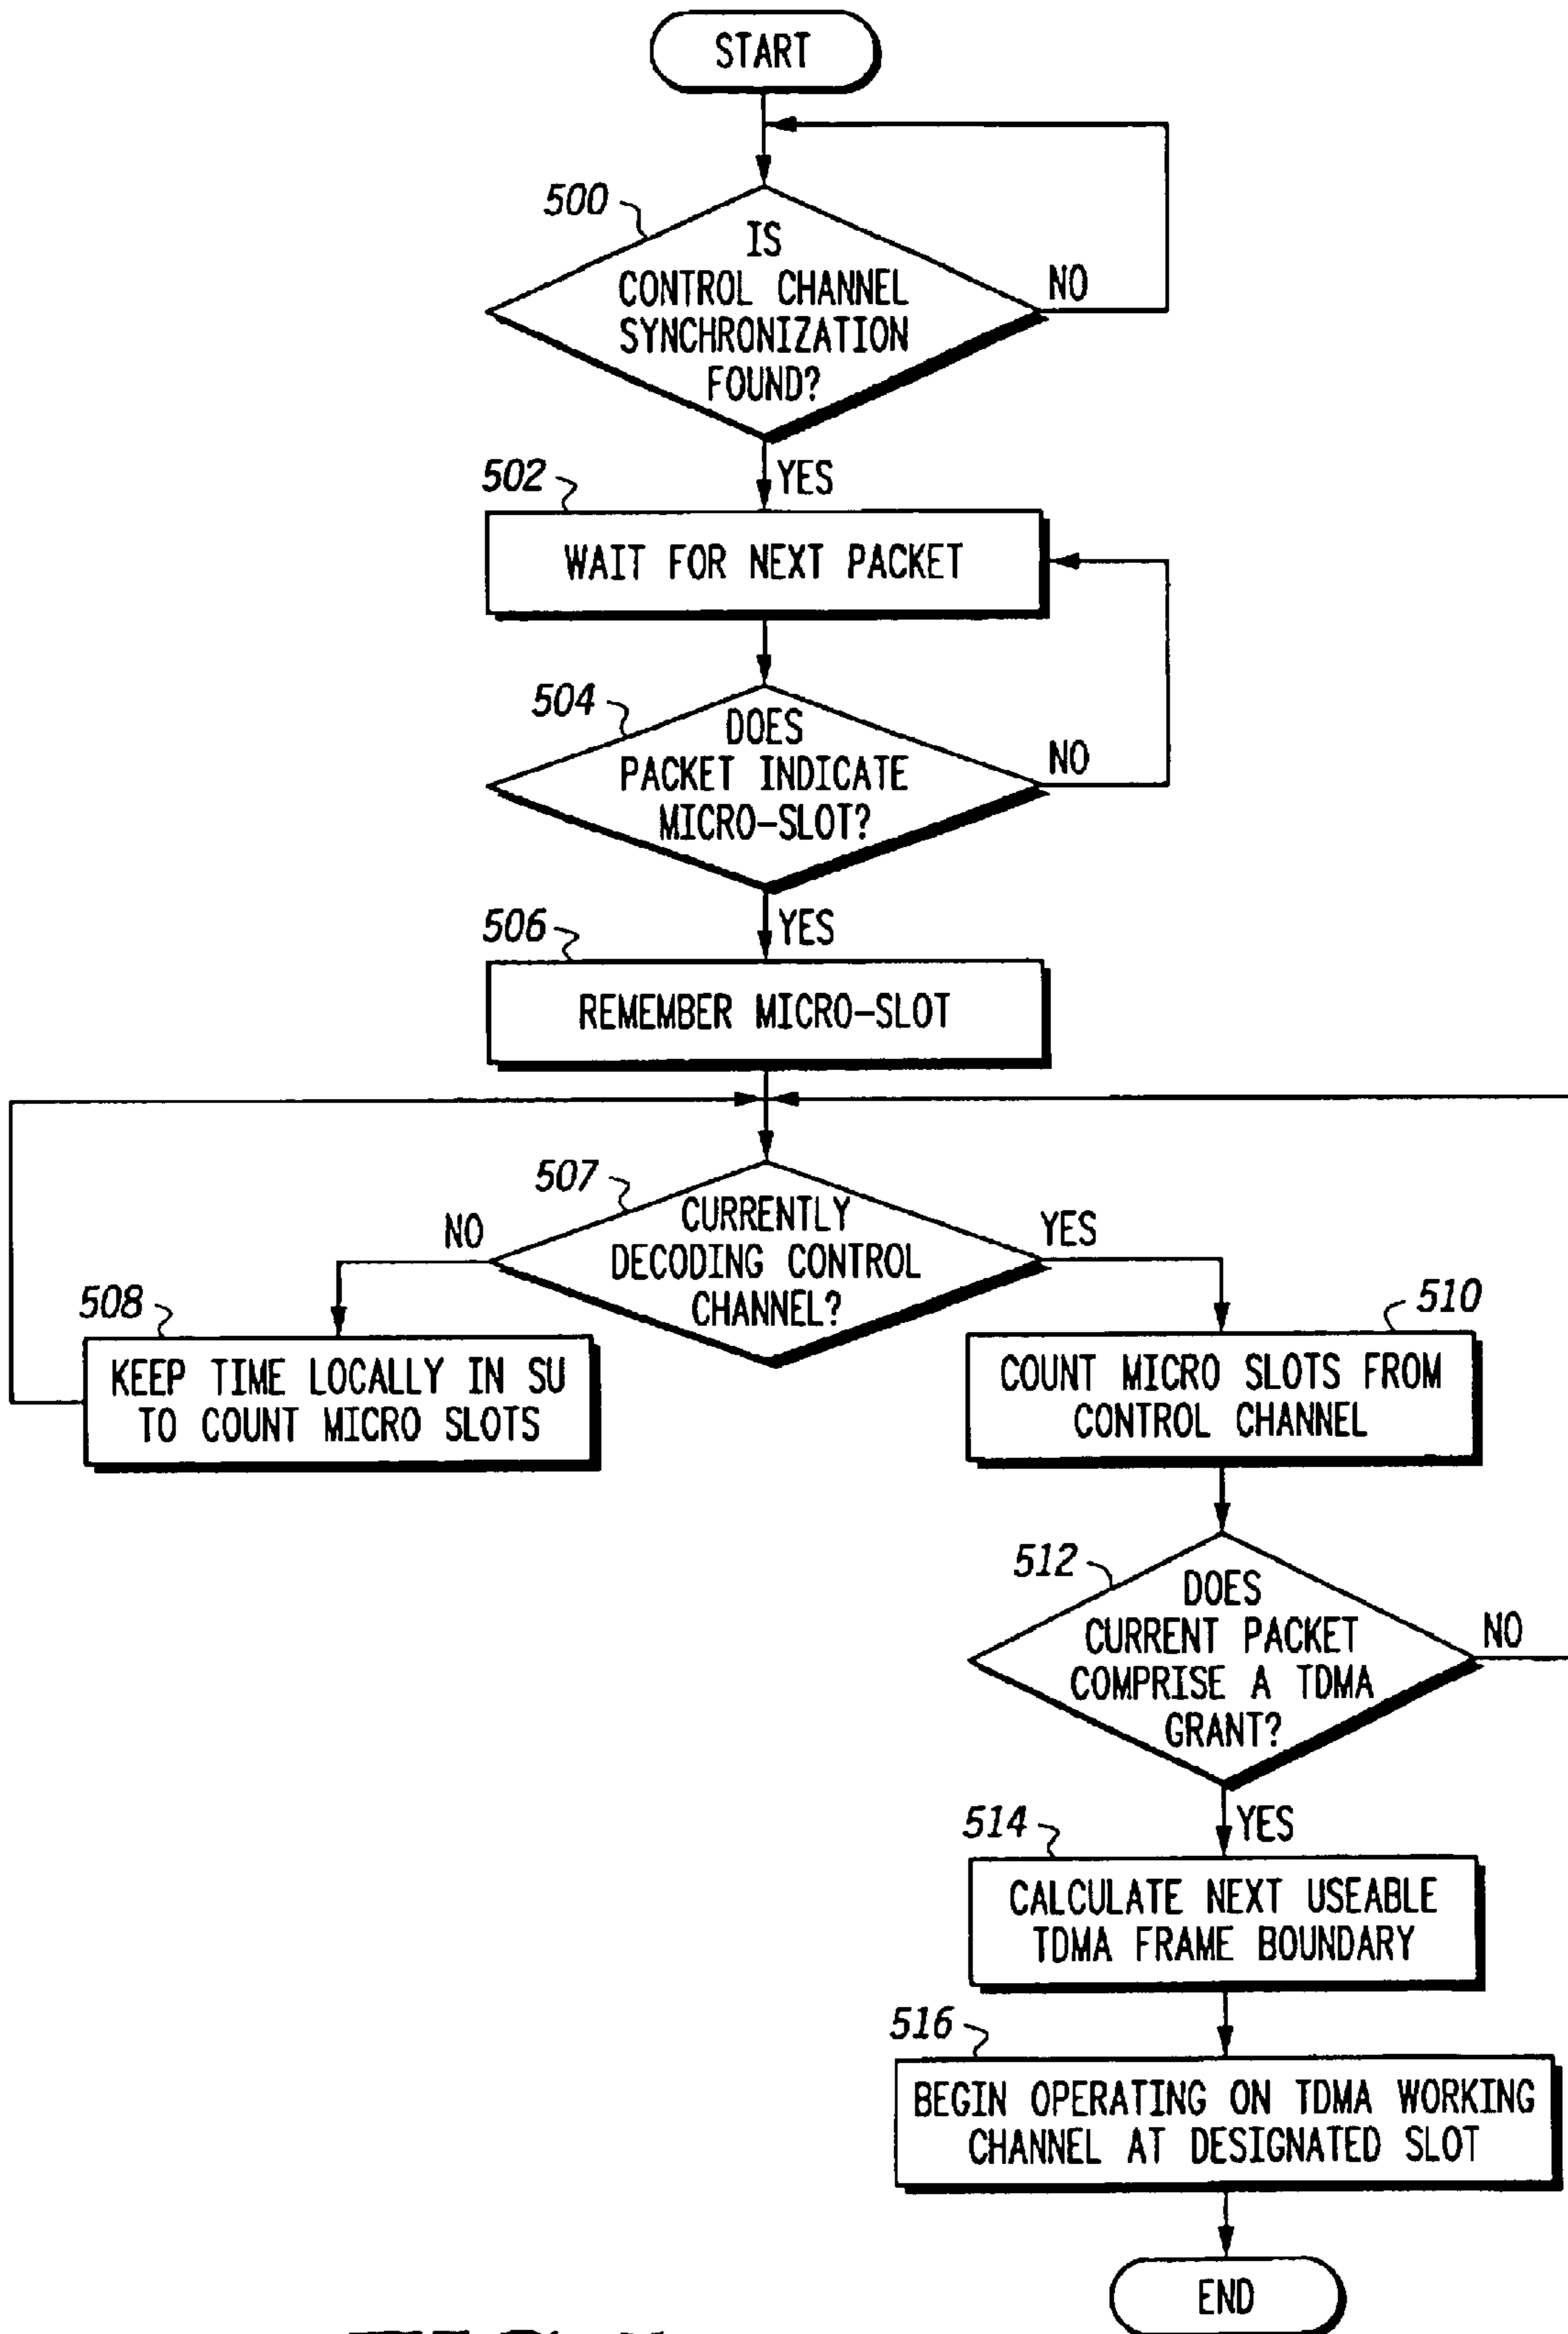 START
500
IS
CONTROL CHANNEL
SYNCHRONIZATION
FOUND?
NO
YES
502
WAIT FOR NEXT PACKET
504
DOES
PACKET INDICATE
MICRO-SLOT?
NO
YES
506
REMEMBER MICRO-SLOT
507
CURRENTLY
DECODING CONTROL
CHANNEL?
NO
YES
508
KEEP TIME LOCALLY IN SU
TO COUNT MICRO SLOTS
510
COUNT MICRO SLOTS FROM
CONTROL CHANNEL
512
DOES
CURRENT PACKET
COMPRISE A TDMA
GRANT?
NO
YES
514
CALCULATE NEXT USEABLE
TDMA FRAME BOUNDARY
516
BEGIN OPERATING ON TDMA WORKING
CHANNEL AT DESIGNATED SLOT
END